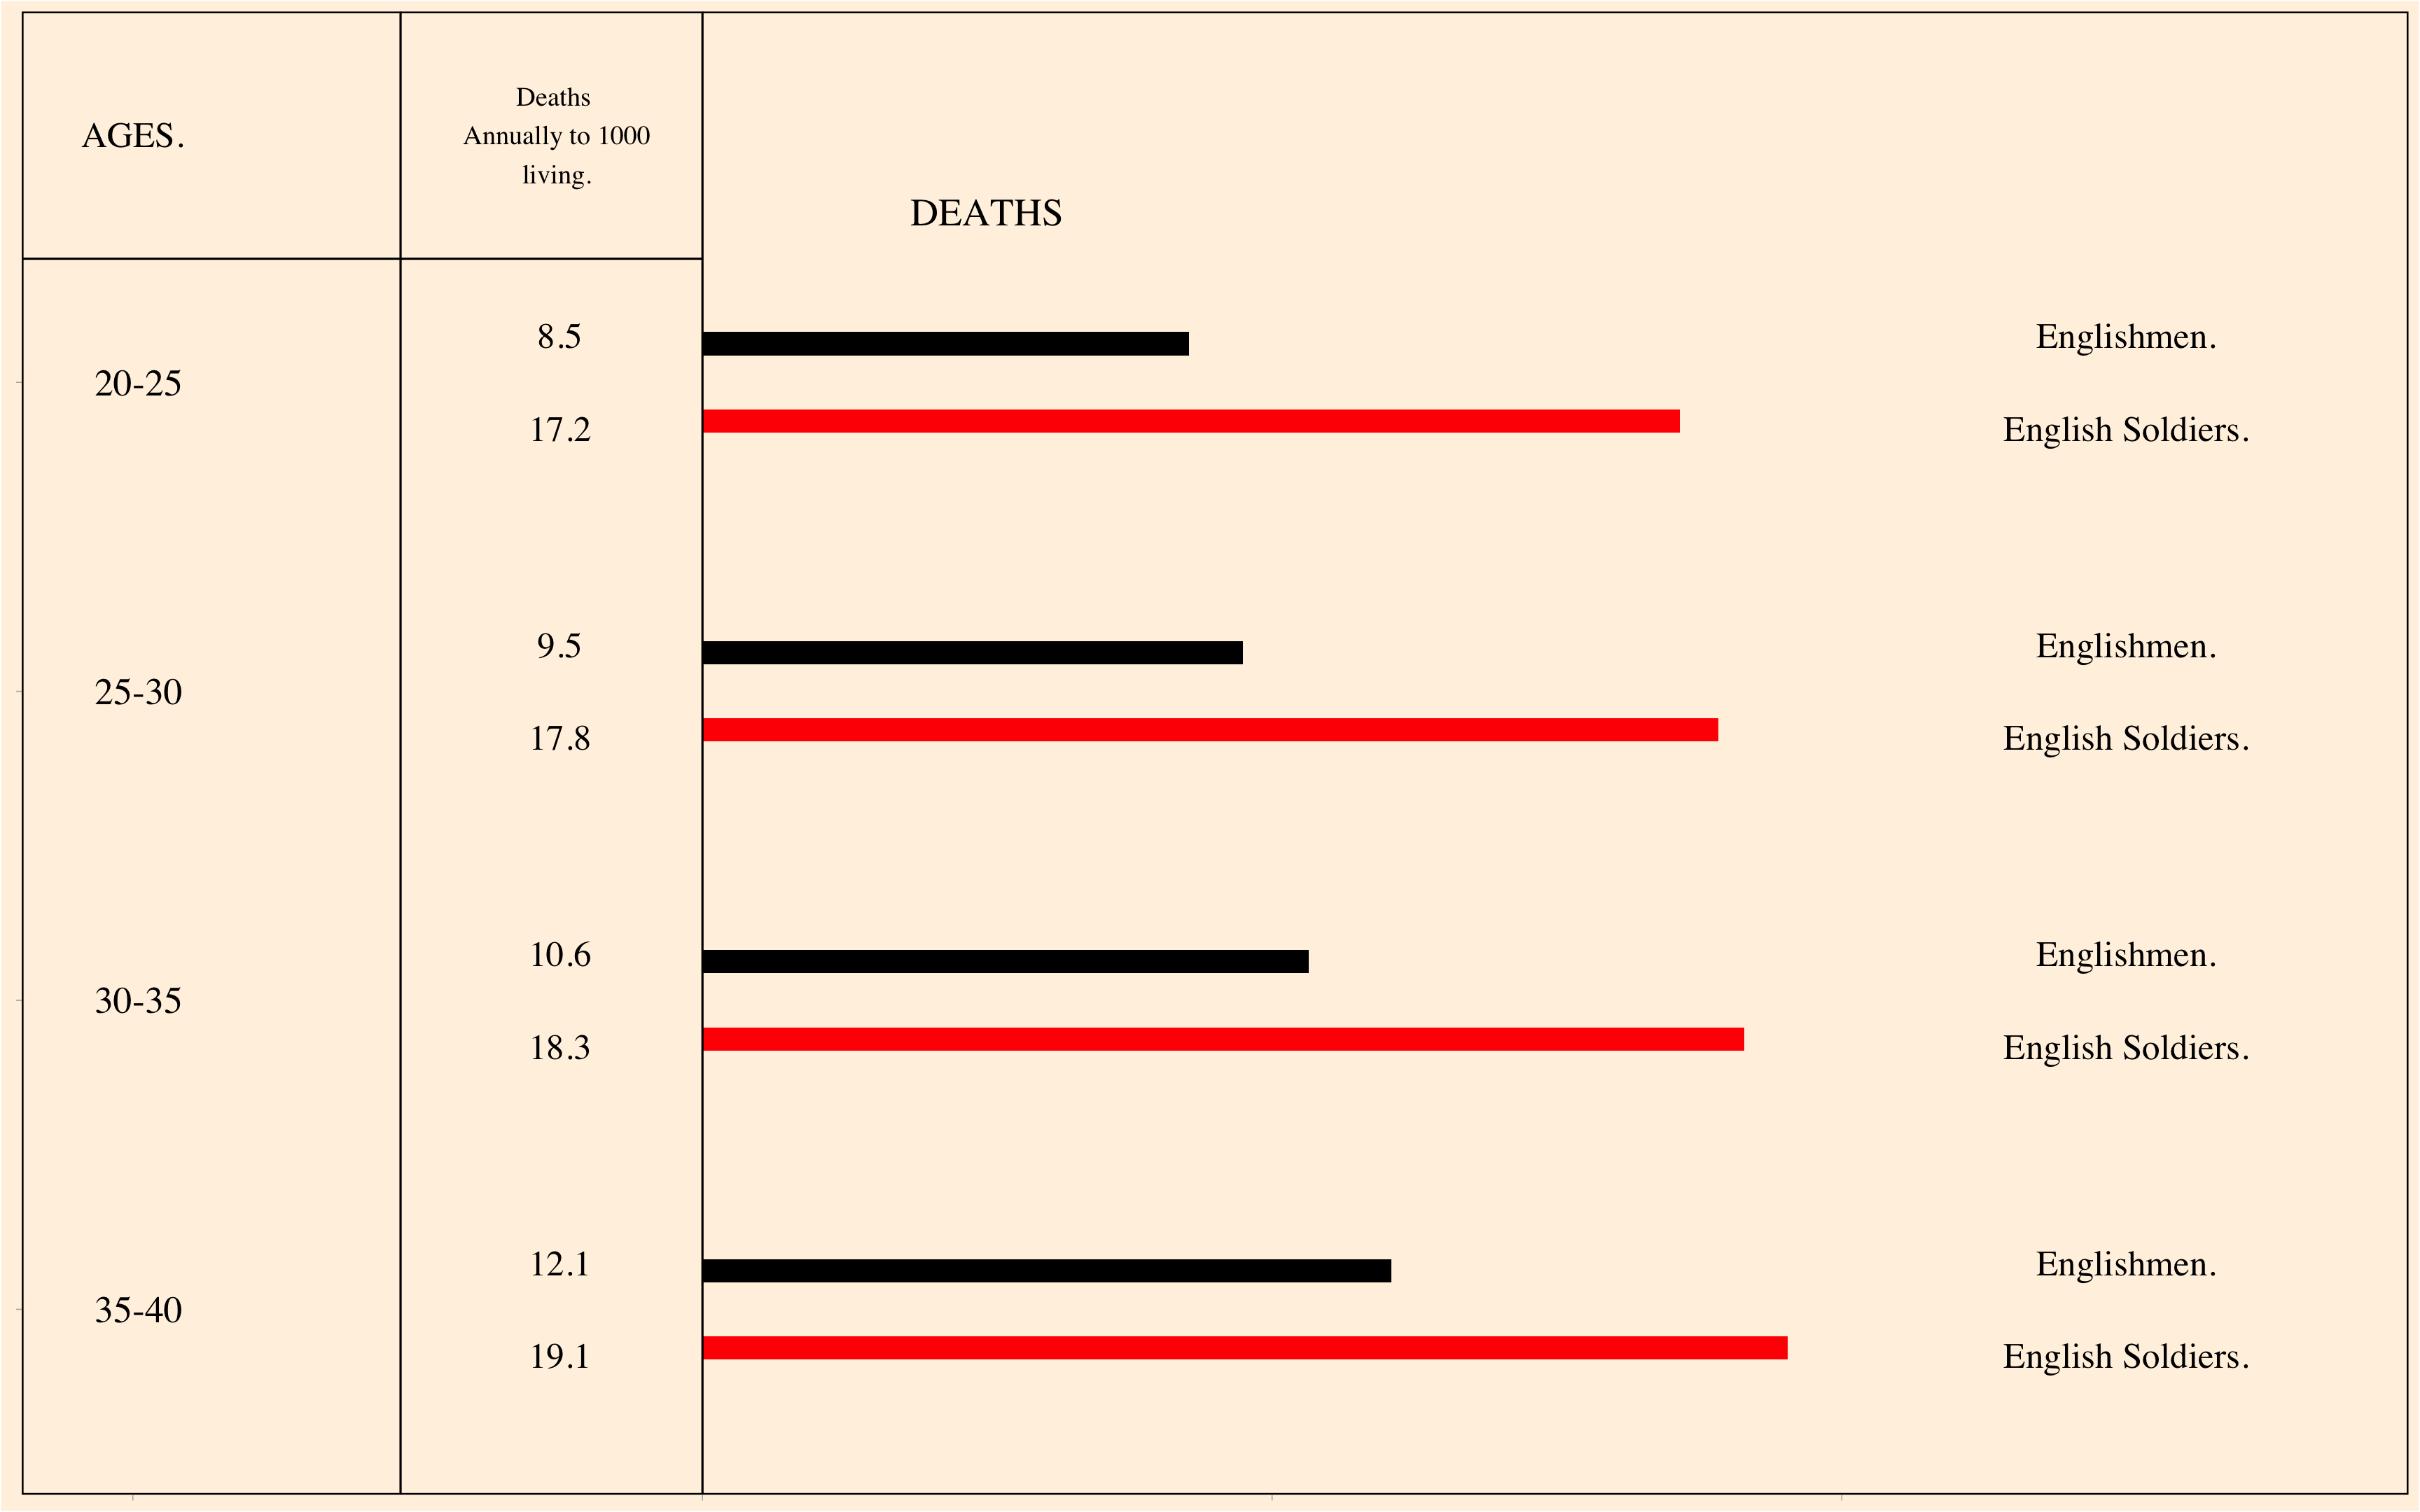 AGES.
Deaths
Annually to 1000
living.
DEATHS
20-25
8.5
Englishmen.
17.2
English Soldiers.
25-30
9.5
Englishmen.
17.8
English Soldiers.
30-35
10.6
Englishmen.
18.3
English Soldiers.
35-40
12.1
Englishmen.
19.1
English Soldiers.